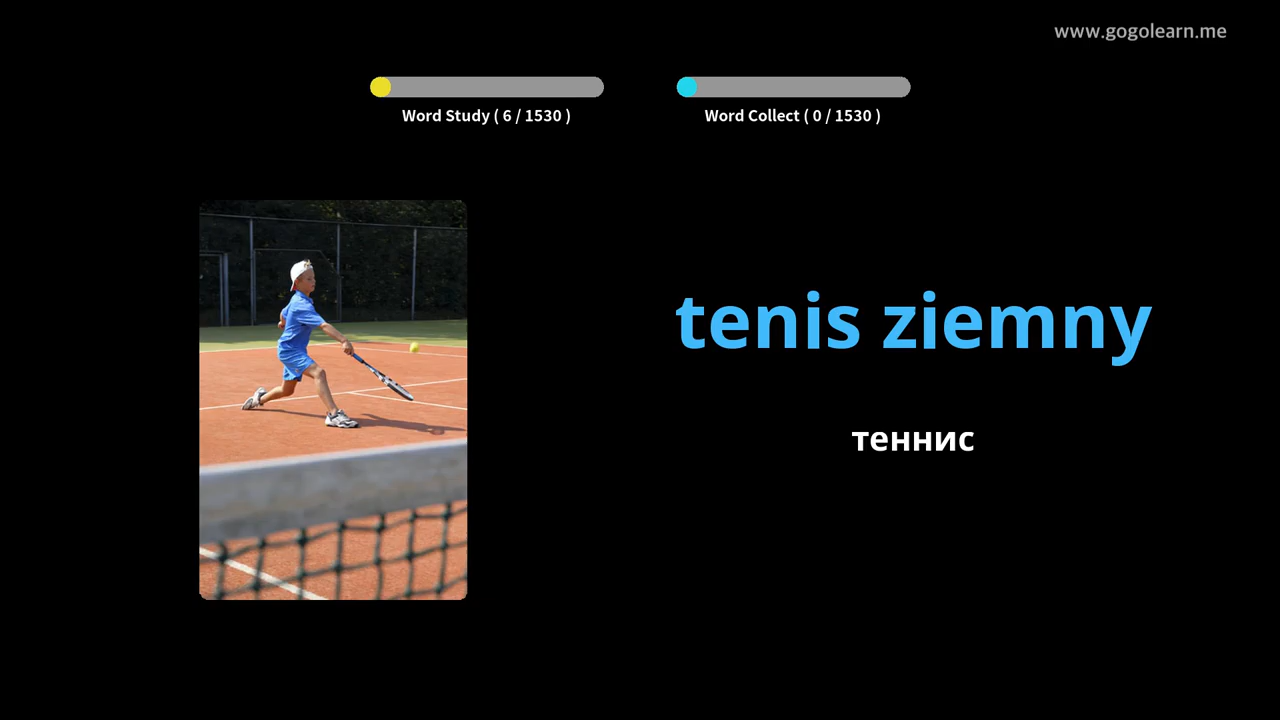 www.gogolearn.me
Word Study ( 6 / 1530 )
Word Collect ( 0 / 1530 )
tenis ziemny
теннис